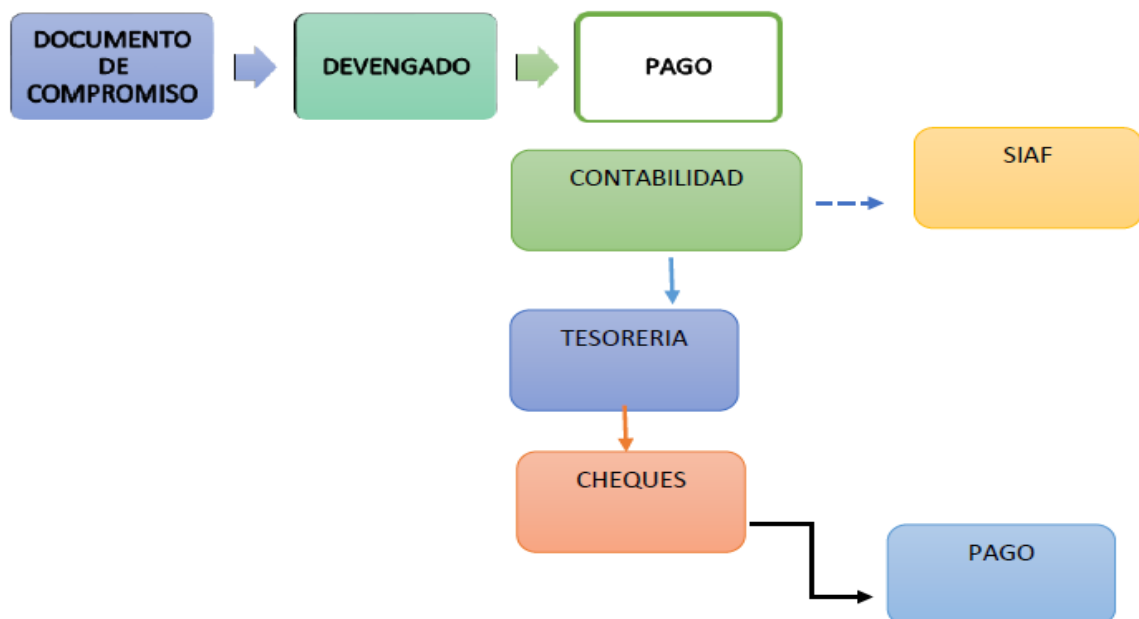 DOCUMENTO
DE
COMPROMISO
DEVENGADO
PAGO
CONTABILIDAD
SIAF
TESORERIA
CHEQUES
PAGO